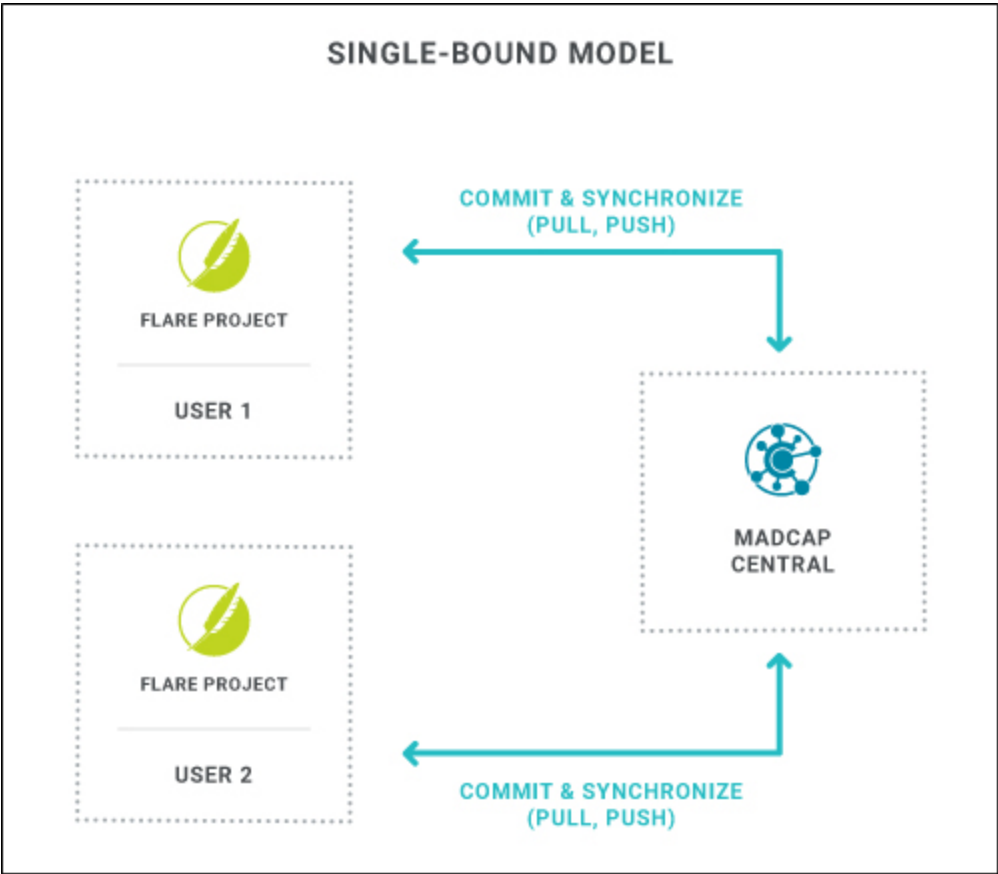 SINGLE-BOUND MODEL
COMMIT & SYNCHRONIZE
(PULL, PUSH)
FLARE PROJECT
USER 1
MADCAP
CENTRAL
FLARE PROJECT
USER 2
COMMIT & SYNCHRONIZE
(PULL, PUSH)